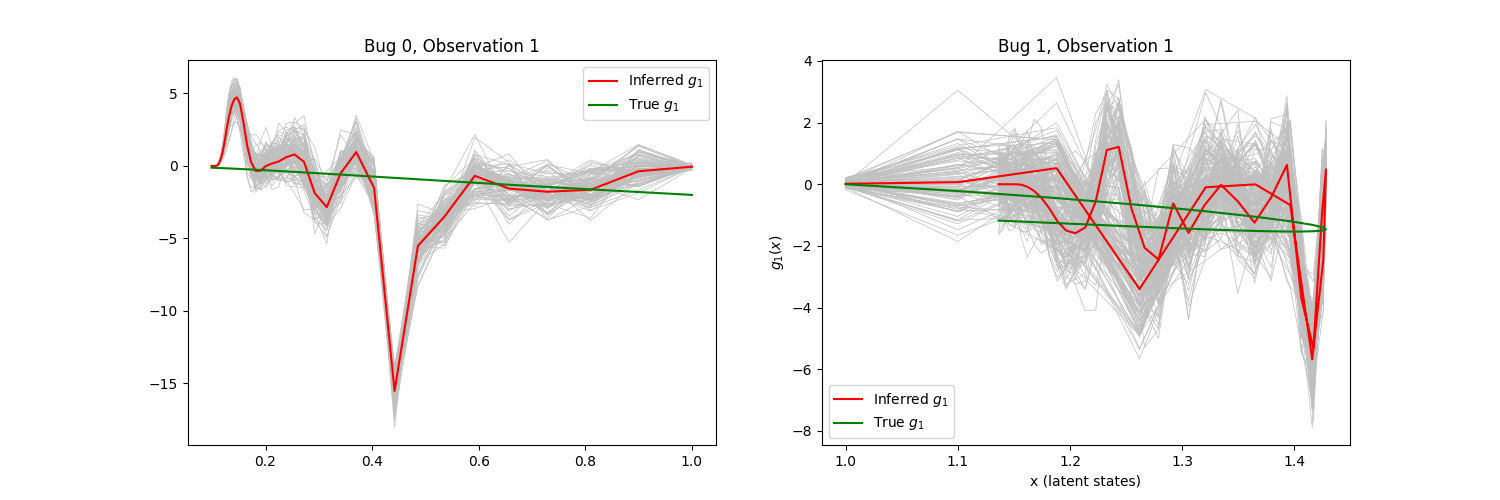 Bug 0, Observation 1
Inferred g₁
True g₁
5
0
−5
−10
−15
0.2 0.4 0.6 0.8 1.0
Bug 1, Observation 1
Inferred g₁
True g₁
4
2
0
−2
−4
−6
−8
g₁(x)
1.0 1.1 1.2 1.3 1.4
x (latent states)